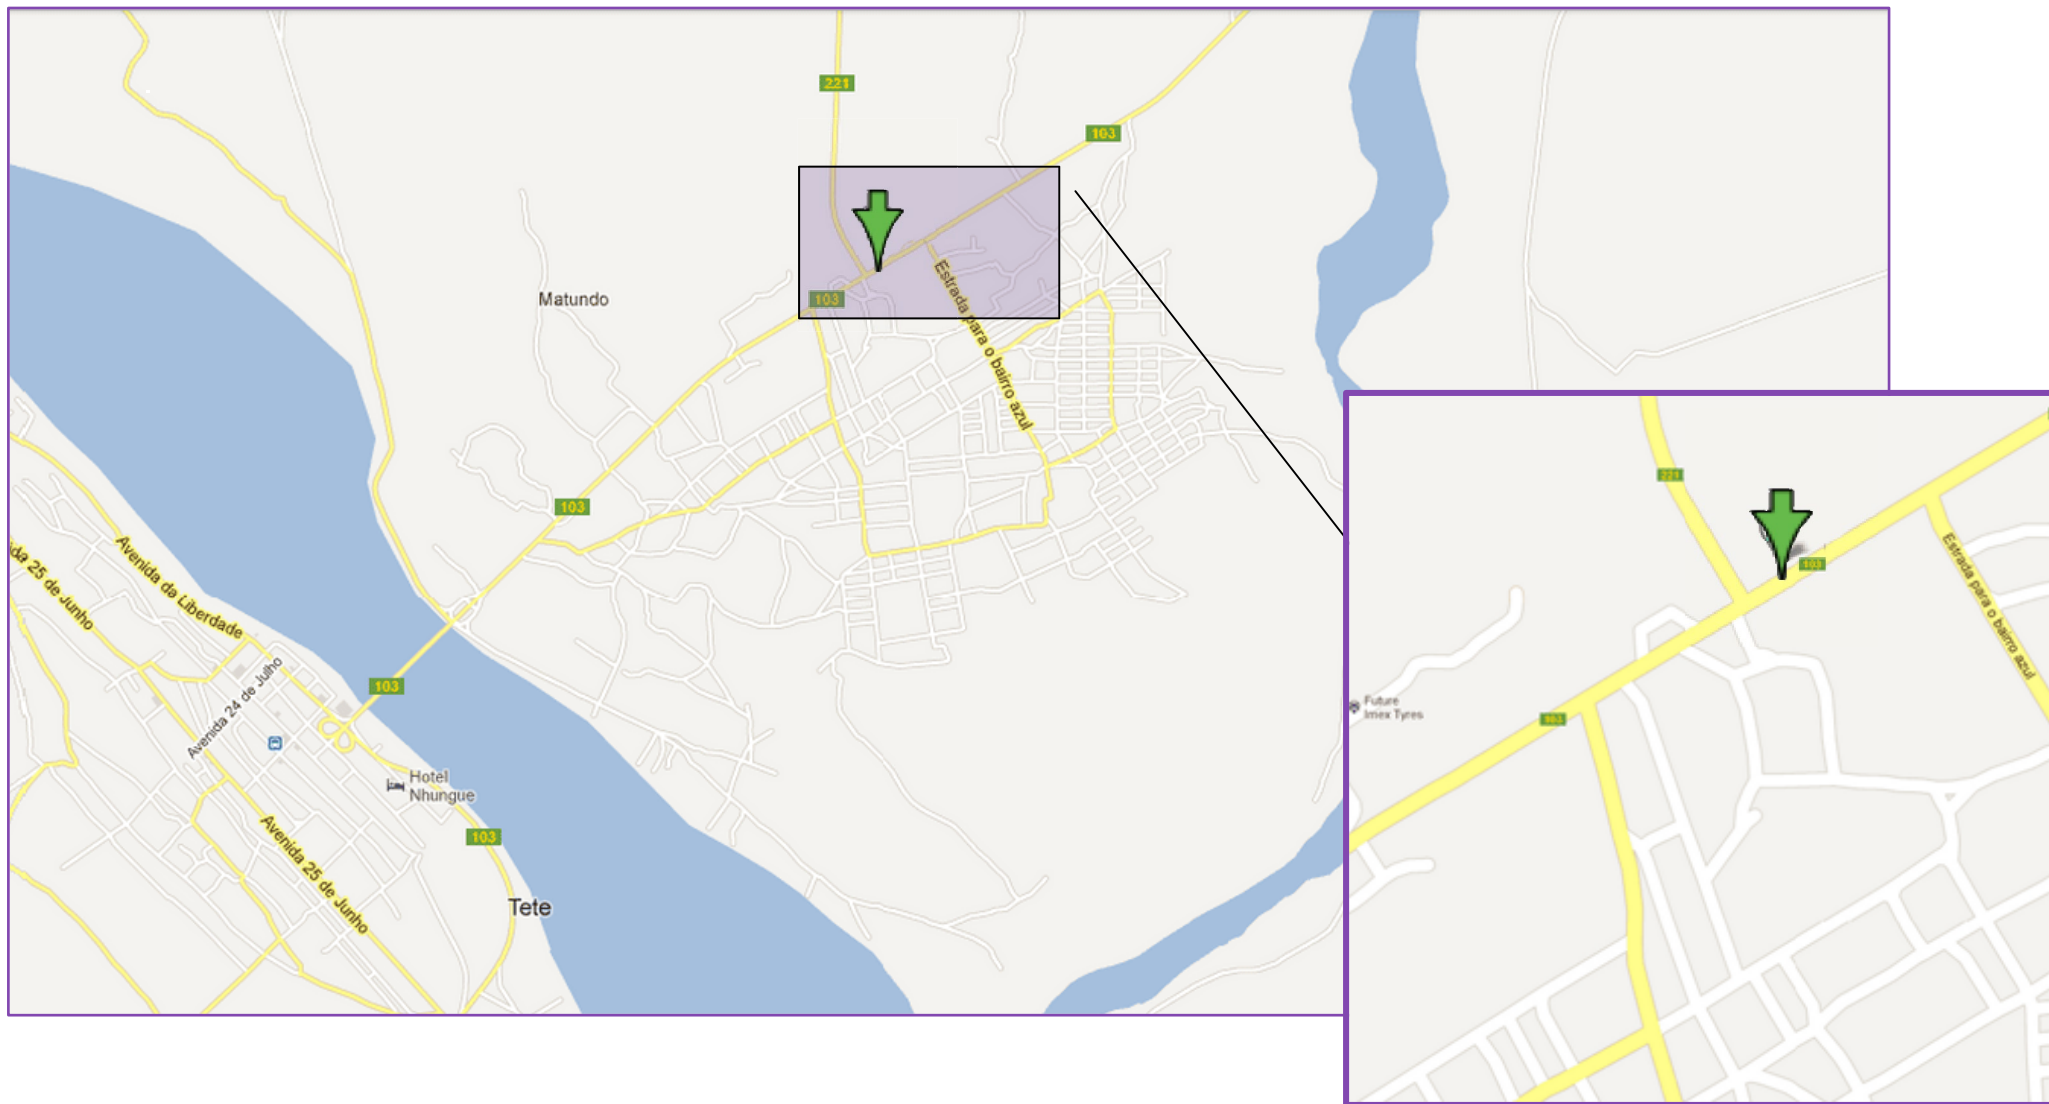 221
103
103
Estrada para o bairro azul
Matundo
103
Avenida da Liberdade
da 25 de Junho
Avenida 24 de Julho
103
Hotel
Nhungue
103
Avenida 25 de Junho
Tete
221
103
Estrada para o bairro azul
Future
Imex Tyres
103